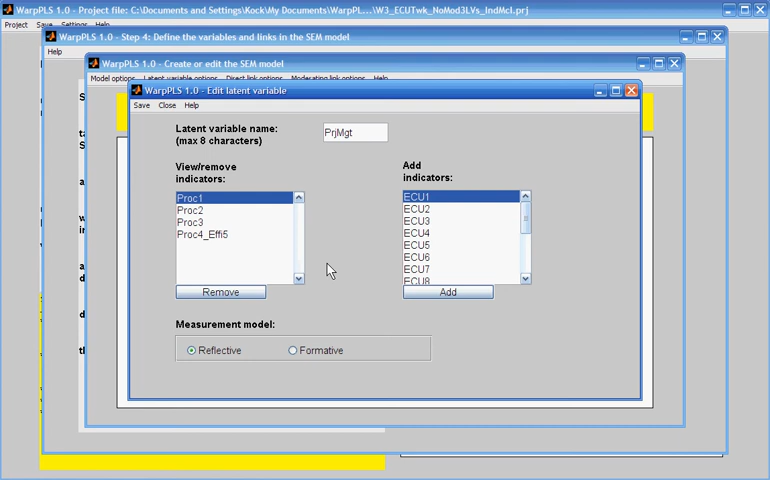 WarpPLS 1.0 - Project file: C:\Documents and Settings\Kock\My Documents\WarpPL...\W3_ECUTwk_NoMod3LVs_IndMcI.prj
Project Save Settings Help
WarpPLS 1.0 - Step 4: Define the variables and links in the SEM model
Help
WarpPLS 1.0 - Create or edit the SEM model
Model options Latent variable options Direct link options Moderating link options Help
WarpPLS 1.0 - Edit latent variable
Save Close Help
Latent variable name:
(max 8 characters)
PrjMgt
View/remove
indicators:
Add
indicators:
Proc1
Proc2
Proc3
Proc4_Effi5
ECU1
ECU2
ECU3
ECU4
ECU5
ECU6
ECU7
ECU8
Remove
Add
Measurement model:
Reflective
Formative